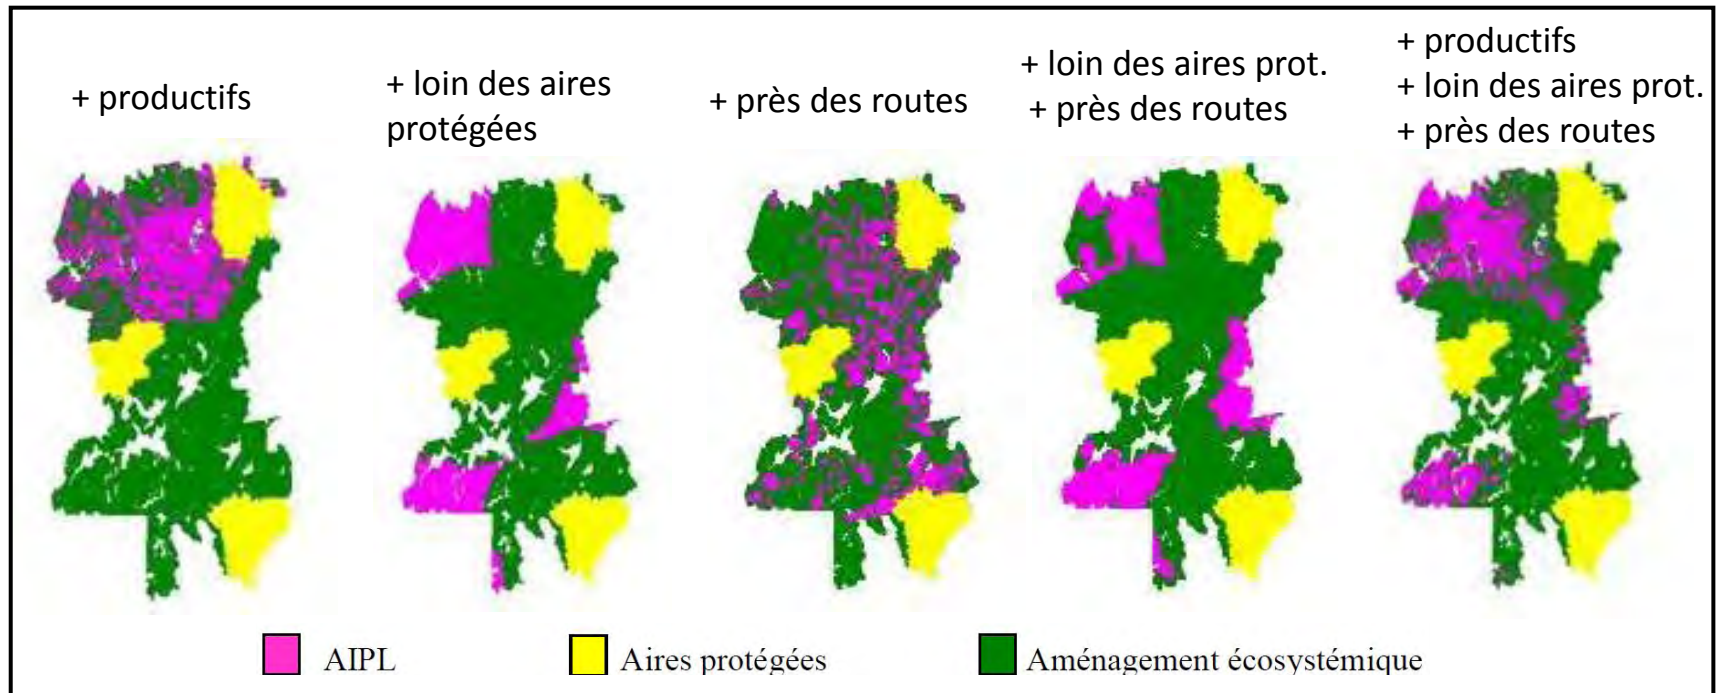 + productifs
+ loin des aires
protégées
+ près des routes
+ loin des aires prot.
+ près des routes
+ productifs
+ loin des aires prot.
+ près des routes
AIPL
Aires protégées
Aménagement écosystémique